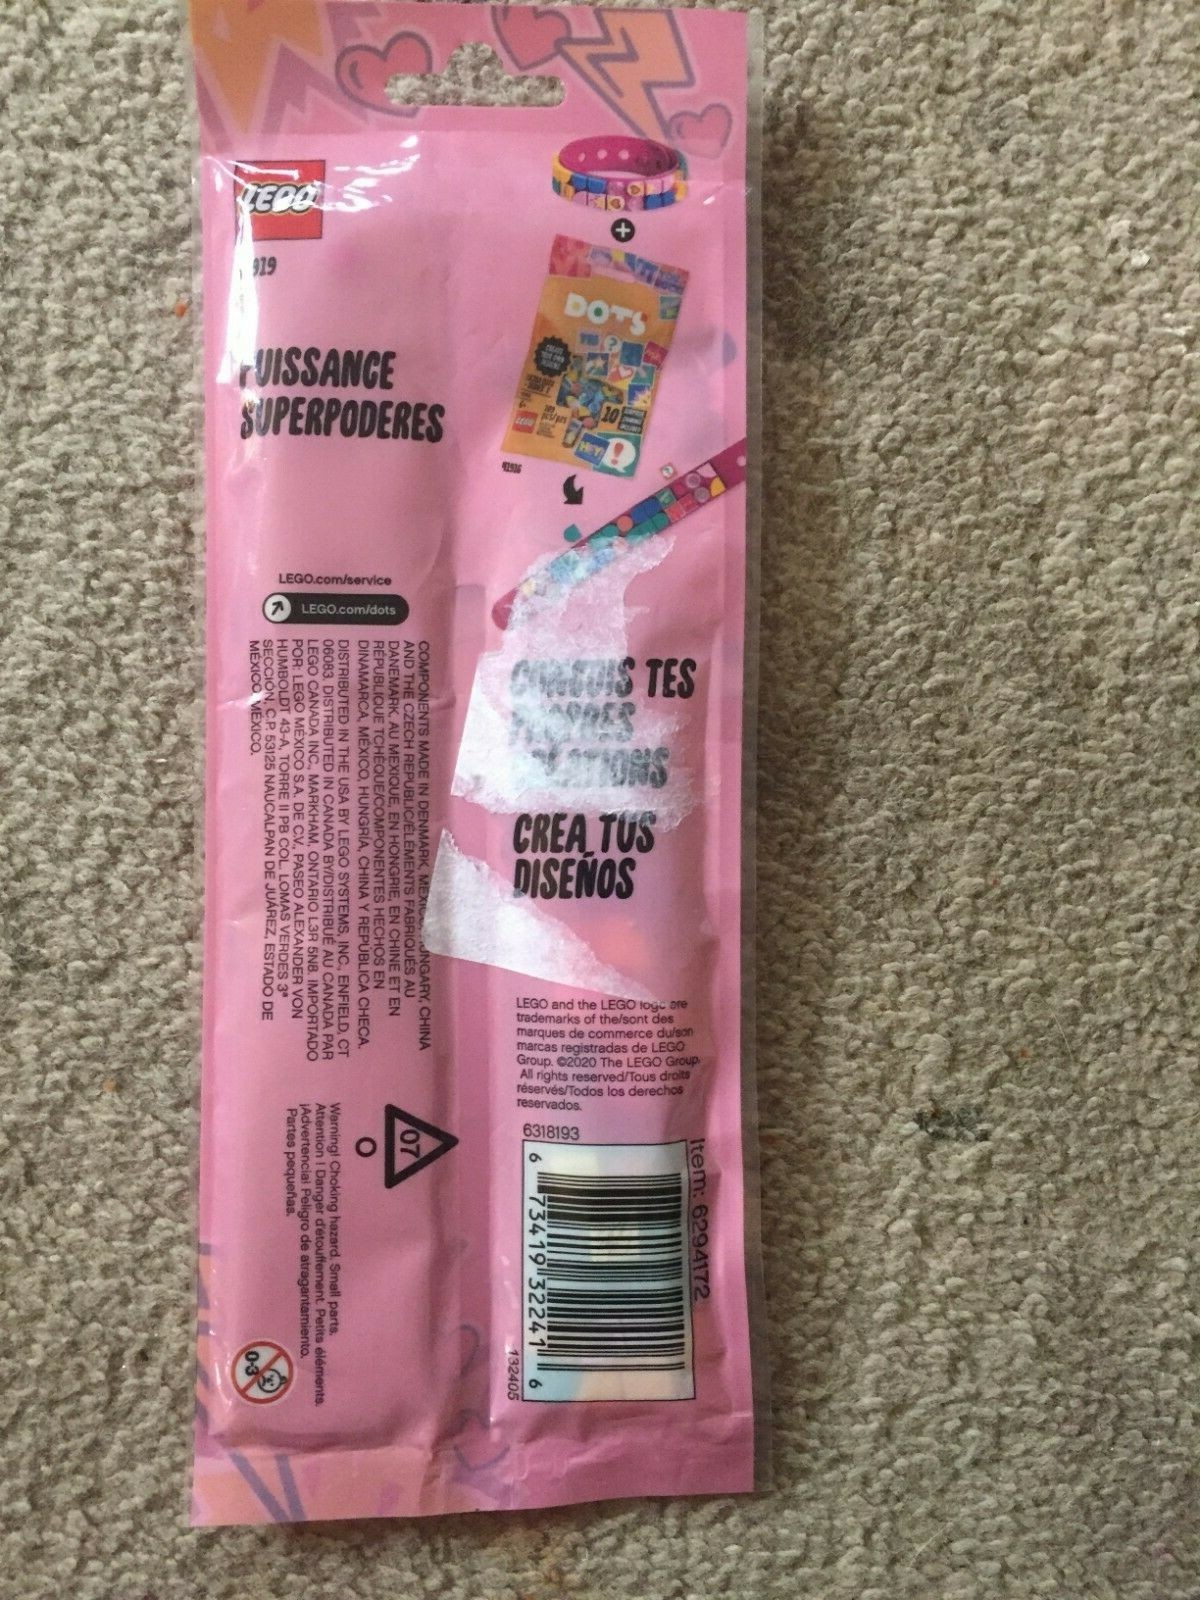 LEGO
PUISSANCE
SUPERPODERES
LEGO.com/service
LEGO.com/dots
COMPONENTS MADE IN DENMARK, HUNGARY, CHINA
AND THE CZECH REPUBLIC/ÉLÉMENTS FABRIQUÉS AU
DANEMARK, AU MEXIQUE, EN HONGRIE, EN CHINE ET EN
RÉPUBLIQUE TCHÈQUE/COMPONENTES HECHOS EN
DINAMARCA, MÉXICO, HUNGRÍA, CHINA Y REPÚBLICA CHECA.
DISTRIBUTED IN THE USA BY LEGO SYSTEMS, INC., ENFIELD, CT
06083. DISTRIBUTED IN CANADA BY/DISTRIBUÉ AU CANADA PAR
LEGO CANADA INC., MARKHAM, ONTARIO L3R 5N8. IMPORTADO
POR: LEGO MÉXICO S.A. DE C.V., PASEO ALEXANDER VON
HUMBOLDT 43-A, TORRE II PB COL. LOMAS VERDES 3ª
SECCIÓN, C.P. 53125 NAUCALPAN DE JUÁREZ, ESTADO DE
MÉXICO, MÉXICO.
07
Warning! Choking hazard. Small parts.
Attention ! Danger d'étouffement. Petits éléments.
¡Advertencia! Peligro de atragantamiento.
Partes pequeñas.
0-3
+
DOTS
LEGO
10
HEY!
41916
TES
CREA TUS
DISEÑOS
LEGO and the LEGO logo are
trademarks of the/sont des
marques de commerce du/son
marcas registradas de LEGO
Group. ©2020 The LEGO Group.
All rights reserved/Tous droits
réservés/Todos los derechos
reservados.
6318193
6 73419 32241 6
Item: 6294172
132405